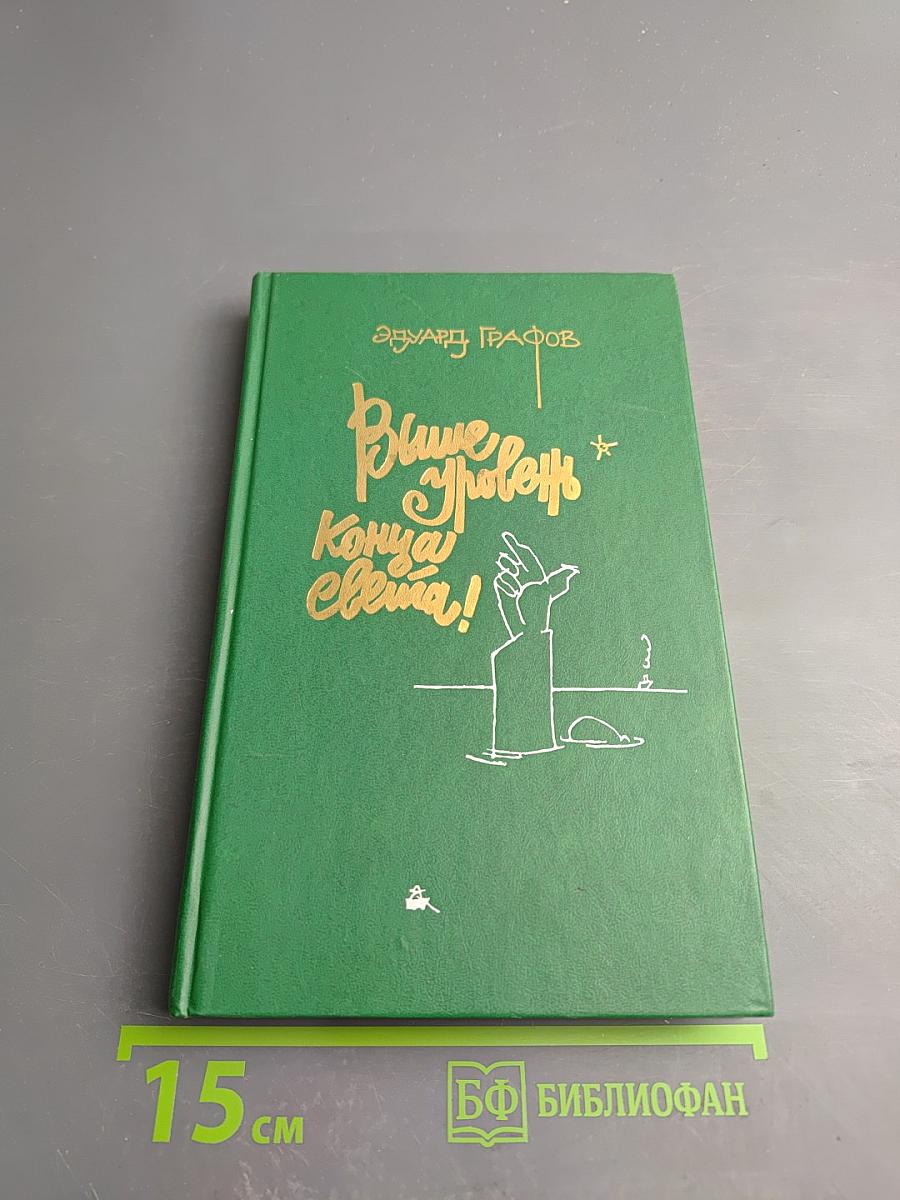 ЭДУАРД ГРАФОВ
Выше
уровень
конца
света!
15 см
БФ БИБЛИОФАН